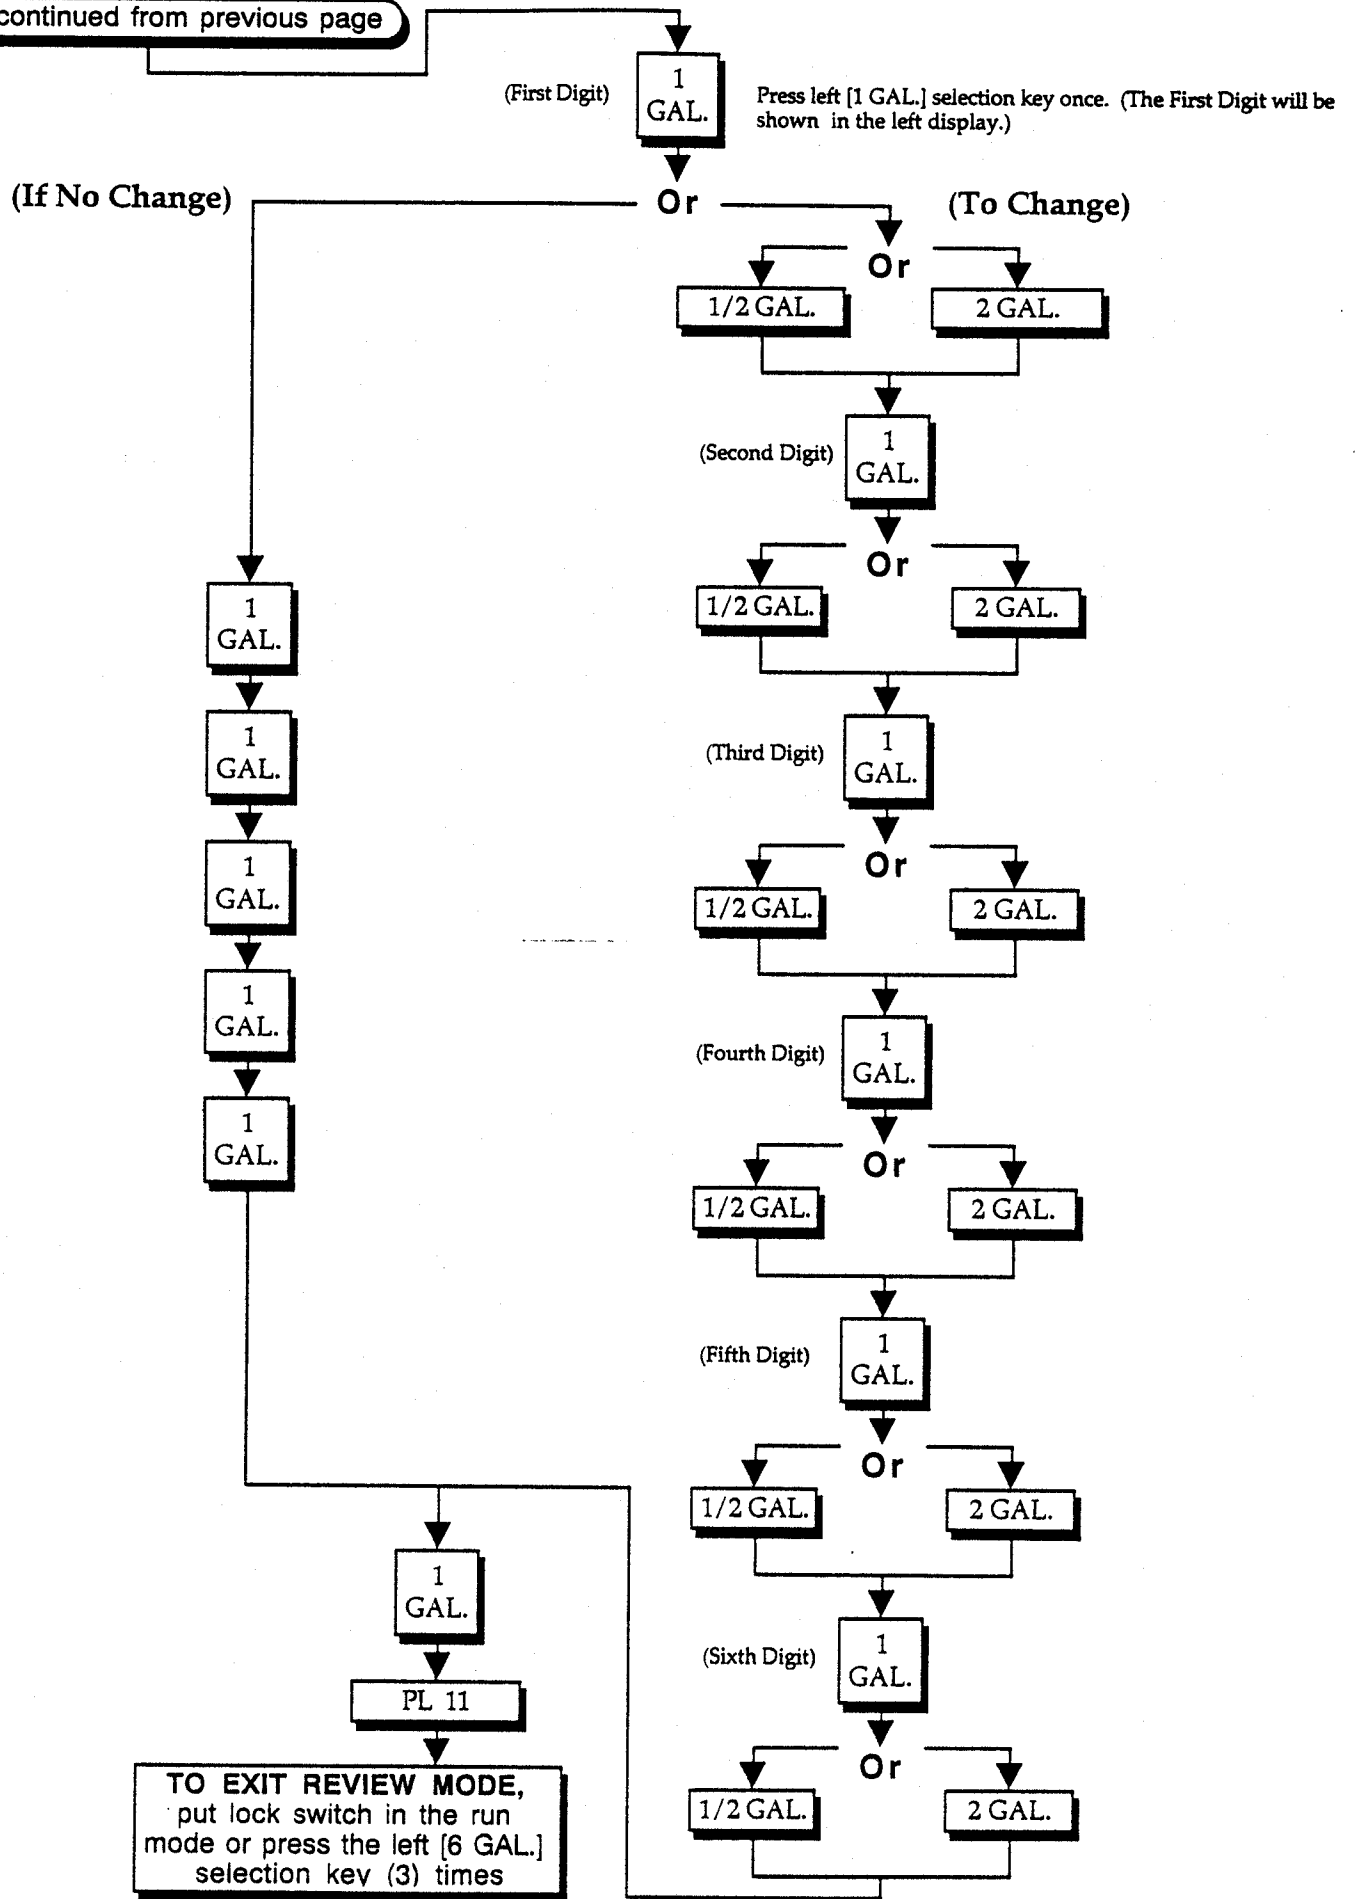 continued from previous page
1
GAL.
(First Digit)
Press left [1 GAL.] selection key once. (The First Digit will be
shown in the left display.)
(If No Change)
Or
(To Change)
Or
1/2 GAL.
2 GAL.
(Second Digit)
1
GAL.
Or
1/2 GAL.
2 GAL.
(Third Digit)
1
GAL.
Or
1/2 GAL.
2 GAL.
(Fourth Digit)
1
GAL.
Or
1/2 GAL.
2 GAL.
(Fifth Digit)
1
GAL.
Or
1/2 GAL.
2 GAL.
(Sixth Digit)
1
GAL.
Or
1/2 GAL.
2 GAL.
1
GAL.
1
GAL.
1
GAL.
1
GAL.
1
GAL.
1
GAL.
PL 11
TO EXIT REVIEW MODE,
put lock switch in the run
mode or press the left [6 GAL.]
selection key (3) times